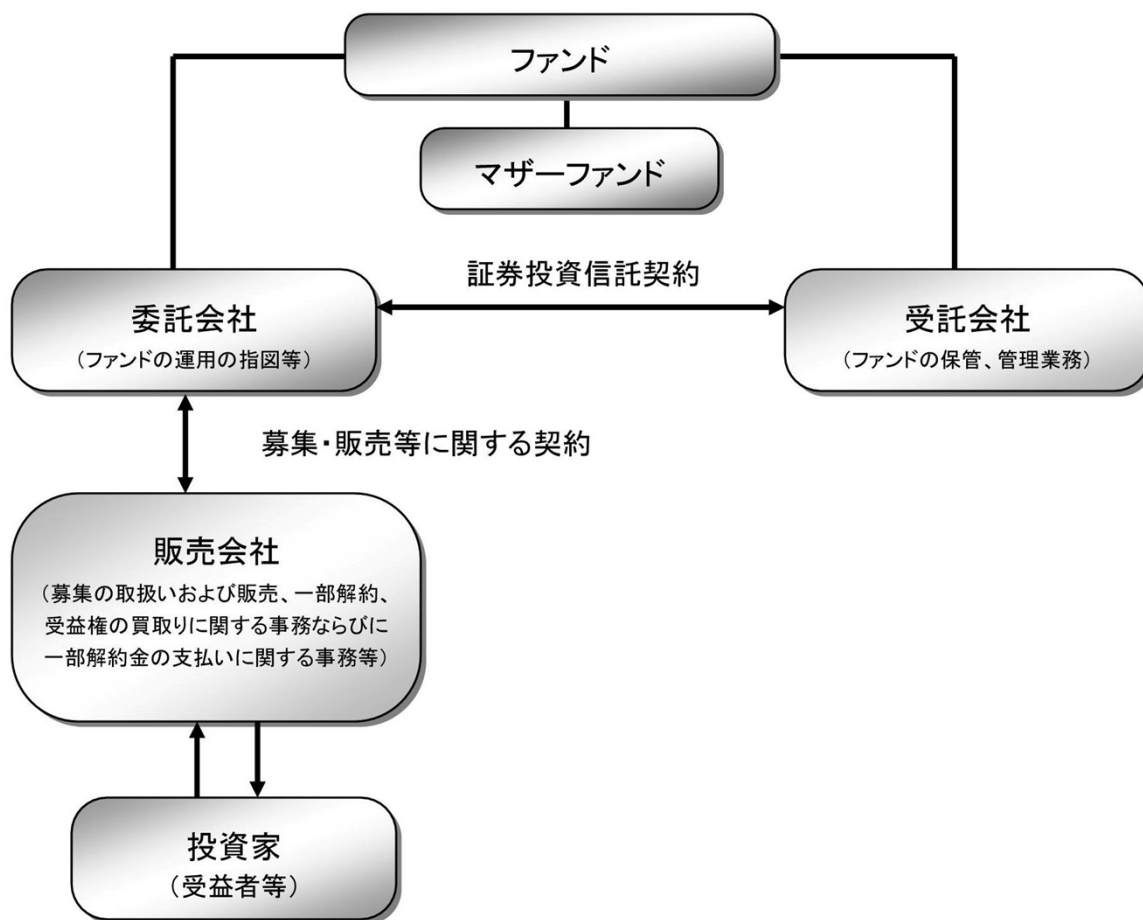 ファンド
マザーファンド
証券投資信託契約
委託会社
（ファンドの運用の指図等）
受託会社
（ファンドの保管、管理業務）
募集・販売等に関する契約
販売会社
（募集の取扱いおよび販売、一部解約、
受益権の買取りに関する事務ならびに
一部解約金の支払いに関する事務等）
投資家
（受益者等）